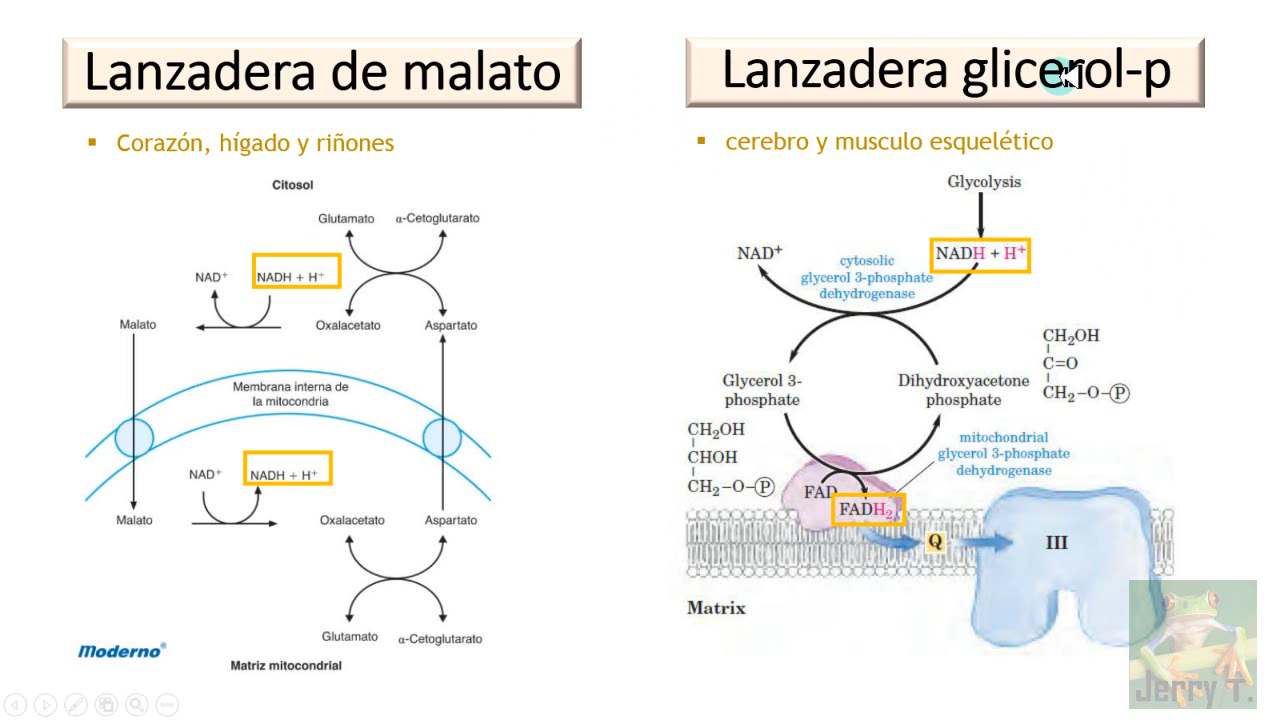 Lanzadera de malato
▪ Corazón, hígado y riñones
Citosol
Glutamato α-Cetoglutarato
NAD⁺ NADH + H⁺
Malato Oxalacetato Aspartato
Membrana interna de
la mitocondria
NAD⁺ NADH + H⁺
Malato Oxalacetato Aspartato
Glutamato α-Cetoglutarato
Moderno®
Matriz mitocondrial
Lanzadera glicerol-p
▪ cerebro y musculo esquelético
Glycolysis
NAD⁺ NADH + H⁺
cytosolic
glycerol 3-phosphate
dehydrogenase
Glycerol 3-
phosphate
Dihydroxyacetone
phosphate
CH₂OH
C=O
CH₂–O–Ⓟ
CH₂OH
CHOH
CH₂–O–Ⓟ
mitochondrial
glycerol 3-phosphate
dehydrogenase
FAD
FADH₂
Q
III
Matrix
Jerry T.